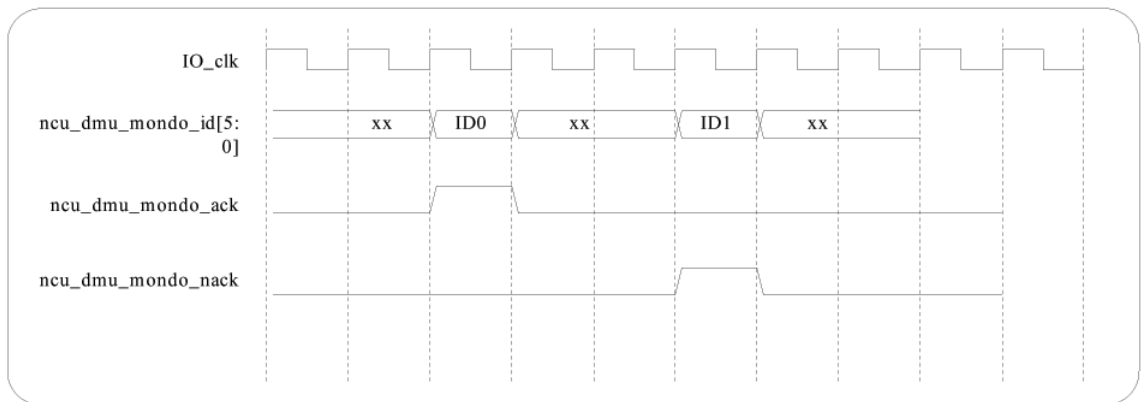 IO_clk
ncu_dmu_mondo_id[5:
0]
xx ID0 xx ID1 xx
ncu_dmu_mondo_ack
ncu_dmu_mondo_nack